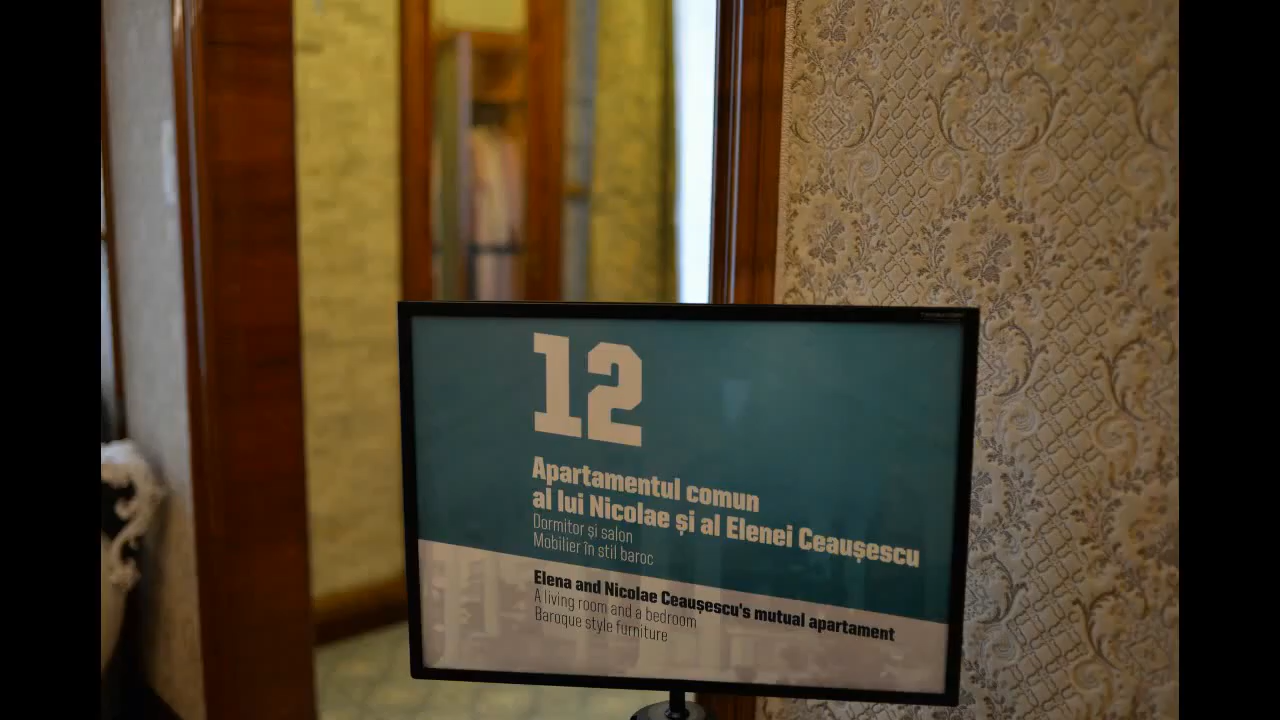 12
Apartamentul comun
al lui Nicolae și al Elenei Ceaușescu
Dormitor și salon
Mobilier în stil baroc
Elena and Nicolae Ceaușescu's mutual apartment
A living room and a bedroom
Baroque style furniture